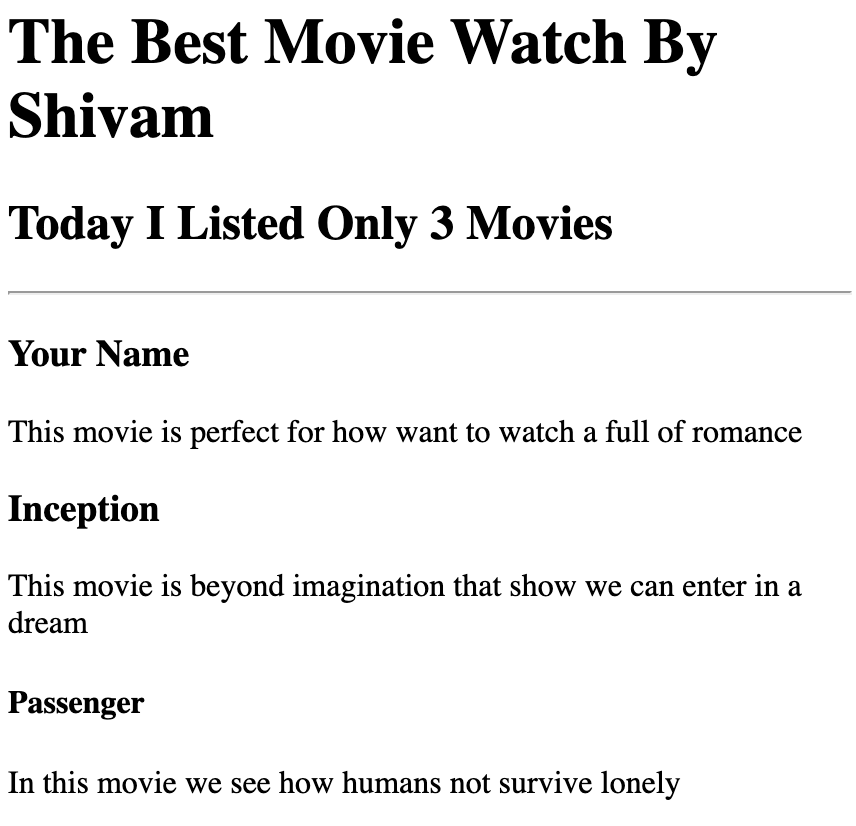 The Best Movie Watch By
Shivam
Today I Listed Only 3 Movies
Your Name
This movie is perfect for how want to watch a full of romance
Inception
This movie is beyond imagination that show we can enter in a
dream
Passenger
In this movie we see how humans not survive lonely